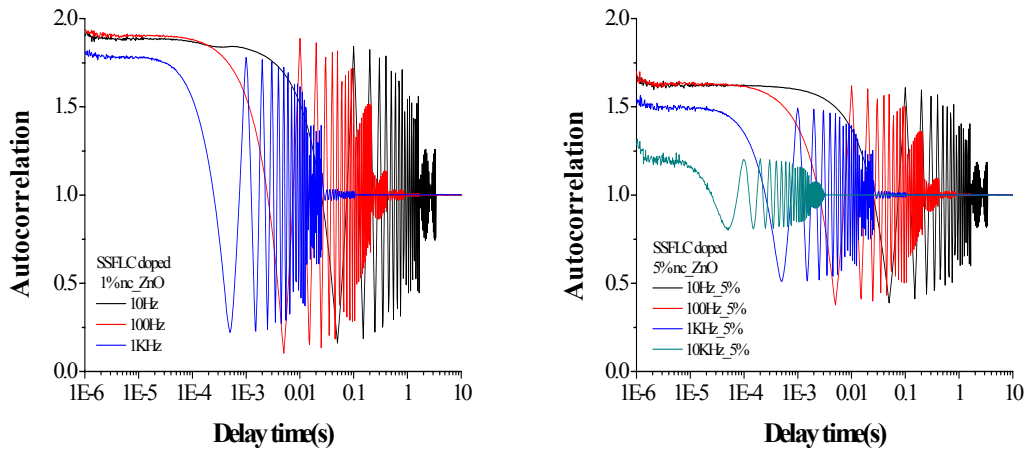 2.0
1.5
1.0
0.5
0.0
Autocorrelation
SSFLC doped
1%nc_ZnO
10Hz
100Hz
1KHz
1E-6
1E-5
1E-4
1E-3
0.01
0.1
1
10
Delay time(s)
2.0
1.5
1.0
0.5
0.0
Autocorrelation
SSFLC doped
5%nc_ZnO
10Hz_5%
100Hz_5%
1KHz_5%
10KHz_5%
1E-6
1E-5
1E-4
1E-3
0.01
0.1
1
10
Delay time(s)